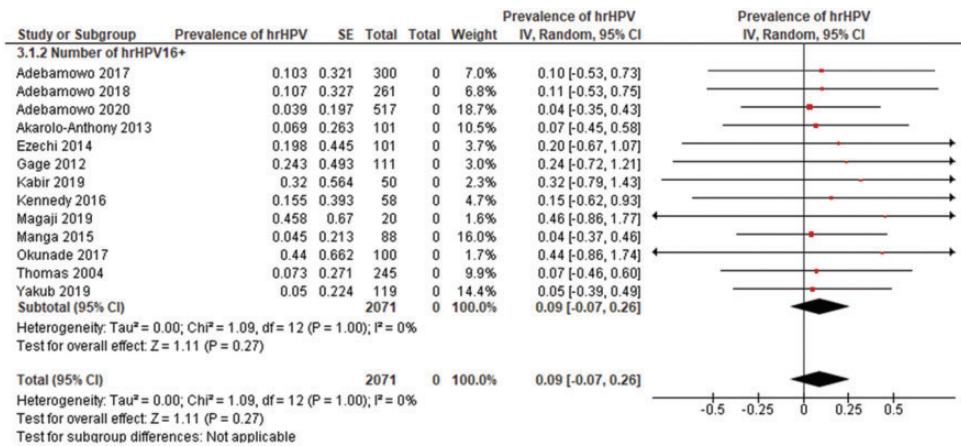 Prevalence of hrHPV Prevalence of hrHPV
Study or Subgroup Prevalence of hrHPV SE Total Total Weight IV, Random, 95% CI IV, Random, 95% CI
3.1.2 Number of hrHPV16+
Adebamowo 2017 0.103 0.321 300 0 7.0% 0.10 [-0.53, 0.73]
Adebamowo 2018 0.107 0.327 261 0 6.8% 0.11 [-0.53, 0.75]
Adebamowo 2020 0.039 0.197 517 0 18.7% 0.04 [-0.35, 0.43]
Akarolo-Anthony 2013 0.069 0.263 101 0 10.5% 0.07 [-0.45, 0.58]
Ezechi 2014 0.198 0.445 101 0 3.7% 0.20 [-0.67, 1.07]
Gage 2012 0.243 0.493 111 0 3.0% 0.24 [-0.72, 1.21]
Kabir 2019 0.32 0.564 50 0 2.3% 0.32 [-0.79, 1.43]
Kennedy 2016 0.155 0.393 58 0 4.7% 0.15 [-0.62, 0.93]
Magaji 2019 0.458 0.67 20 0 1.6% 0.46 [-0.86, 1.77]
Manga 2015 0.045 0.213 88 0 16.0% 0.04 [-0.37, 0.46]
Okunade 2017 0.44 0.662 100 0 1.7% 0.44 [-0.86, 1.74]
Thomas 2004 0.073 0.271 245 0 9.9% 0.07 [-0.46, 0.60]
Yakub 2019 0.05 0.224 119 0 14.4% 0.05 [-0.39, 0.49]
Subtotal (95% CI) 2071 0 100.0% 0.09 [-0.07, 0.26]
Heterogeneity: Tau² = 0.00; Chi² = 1.09, df = 12 (P = 1.00); I² = 0%
Test for overall effect: Z = 1.11 (P = 0.27)
Total (95% CI) 2071 0 100.0% 0.09 [-0.07, 0.26]
Heterogeneity: Tau² = 0.00; Chi² = 1.09, df = 12 (P = 1.00); I² = 0%
Test for overall effect: Z = 1.11 (P = 0.27)
Test for subgroup differences: Not applicable
-0.5 -0.25 0 0.25 0.5